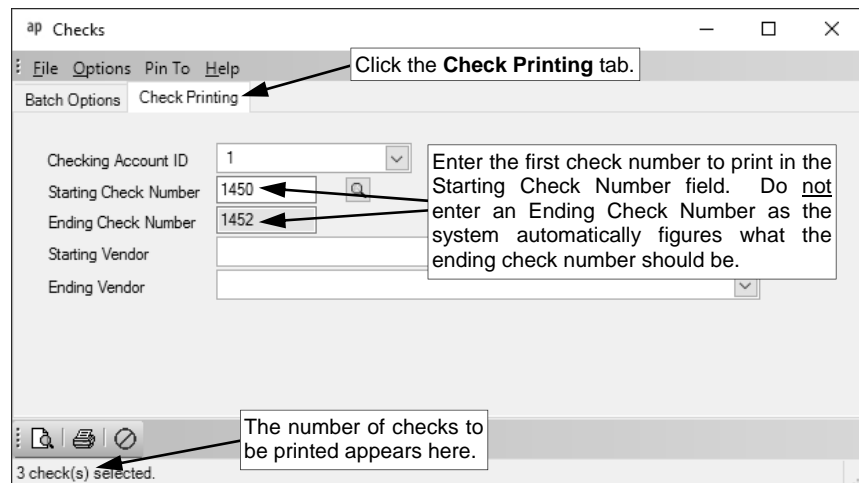 ap Checks
File Options Pin To Help
Click the Check Printing tab.
Batch Options Check Printing
Checking Account ID 1
Starting Check Number 1450
Ending Check Number 1452
Starting Vendor
Ending Vendor
Enter the first check number to print in the
Starting Check Number field. Do not
enter an Ending Check Number as the
system automatically figures what the
ending check number should be.
The number of checks to
be printed appears here.
3 check(s) selected.